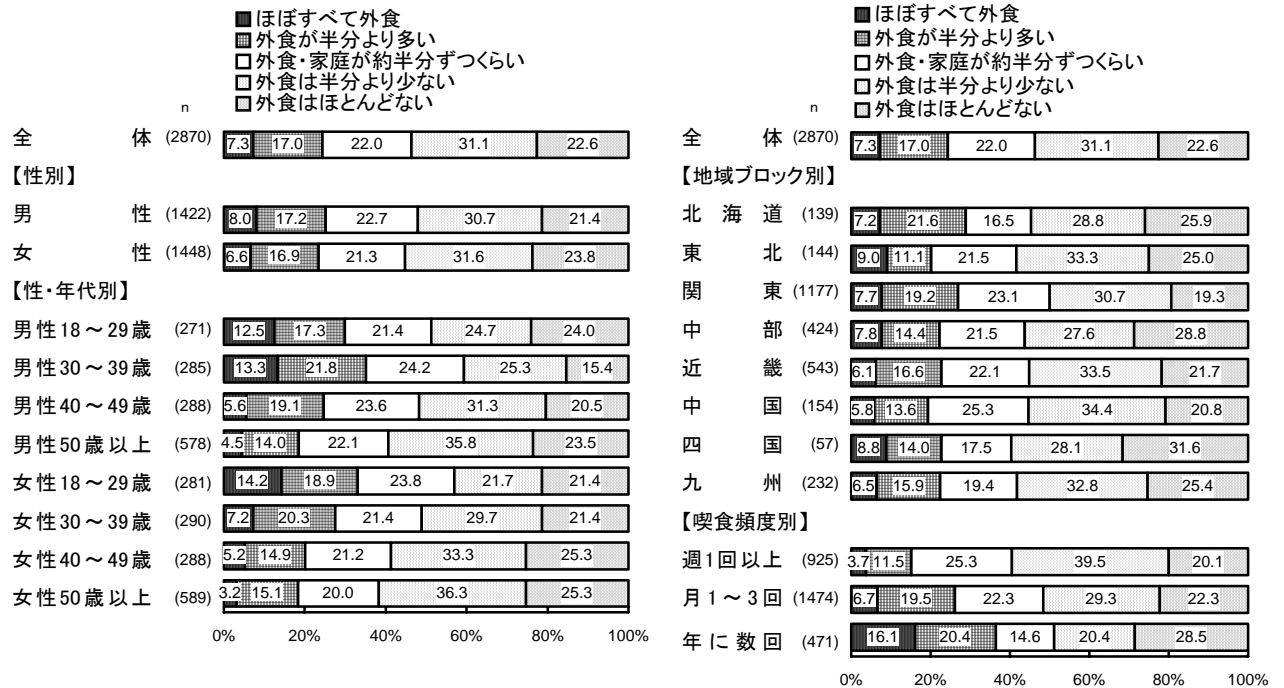 ほぼすべて外食
外食が半分より多い
外食・家庭が約半分ずつくらい
外食は半分より少ない
外食はほとんどない
n
全体 (2870) 7.3 17.0 22.0 31.1 22.6
【性別】
男性 (1422) 8.0 17.2 22.7 30.7 21.4
女性 (1448) 6.6 16.9 21.3 31.6 23.8
【性・年代別】
男性18～29歳 (271) 12.5 17.3 21.4 24.7 24.0
男性30～39歳 (285) 13.3 21.8 24.2 25.3 15.4
男性40～49歳 (288) 5.6 19.1 23.6 31.3 20.5
男性50歳以上 (578) 4.5 14.0 22.1 35.8 23.5
女性18～29歳 (281) 14.2 18.9 23.8 21.7 21.4
女性30～39歳 (290) 7.2 20.3 21.4 29.7 21.4
女性40～49歳 (288) 5.2 14.9 21.2 33.3 25.3
女性50歳以上 (589) 3.2 15.1 20.0 36.3 25.3
0% 20% 40% 60% 80% 100%
ほぼすべて外食
外食が半分より多い
外食・家庭が約半分ずつくらい
外食は半分より少ない
外食はほとんどない
n
全体 (2870) 7.3 17.0 22.0 31.1 22.6
【地域ブロック別】
北海道 (139) 7.2 21.6 16.5 28.8 25.9
東北 (144) 9.0 11.1 21.5 33.3 25.0
関東 (1177) 7.7 19.2 23.1 30.7 19.3
中部 (424) 7.8 14.4 21.5 27.6 28.8
近畿 (543) 6.1 16.6 22.1 33.5 21.7
中国 (154) 5.8 13.6 25.3 34.4 20.8
四国 (57) 8.8 14.0 17.5 28.1 31.6
九州 (232) 6.5 15.9 19.4 32.8 25.4
【喫食頻度別】
週1回以上 (925) 3.7 11.5 25.3 39.5 20.1
月1～3回 (1474) 6.7 19.5 22.3 29.3 22.3
年に数回 (471) 16.1 20.4 14.6 20.4 28.5
0% 20% 40% 60% 80% 100%